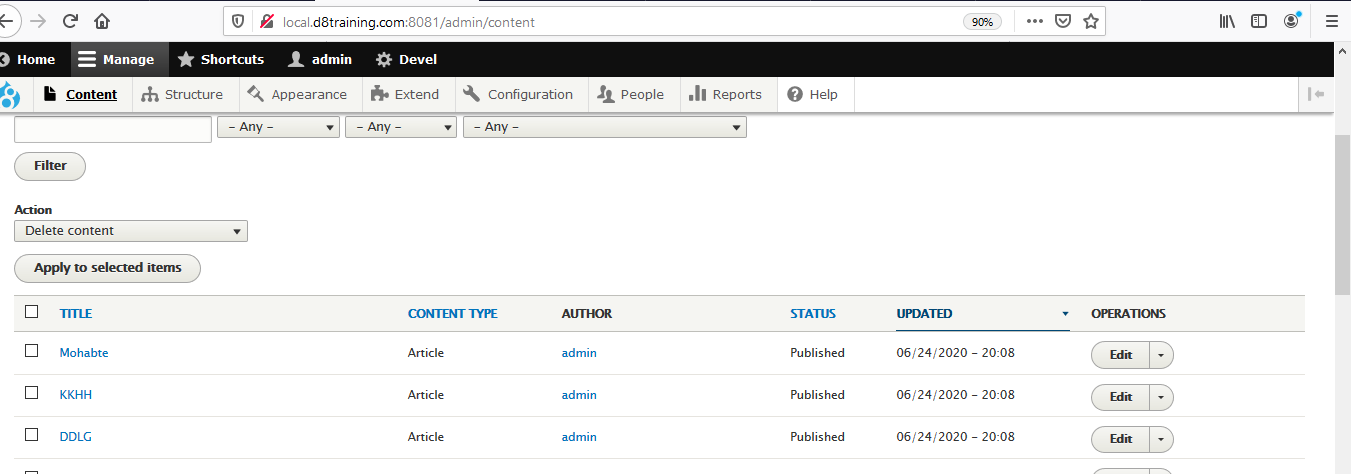 local.d8training.com:8081/admin/content 90%
Home Manage Shortcuts admin Devel
Content Structure Appearance Extend Configuration People Reports Help
- Any - - Any - - Any -
Filter
Action
Delete content
Apply to selected items
TITLE CONTENT TYPE AUTHOR STATUS UPDATED OPERATIONS
Mohabte Article admin Published 06/24/2020 - 20:08 Edit
KKHH Article admin Published 06/24/2020 - 20:08 Edit
DDLG Article admin Published 06/24/2020 - 20:08 Edit